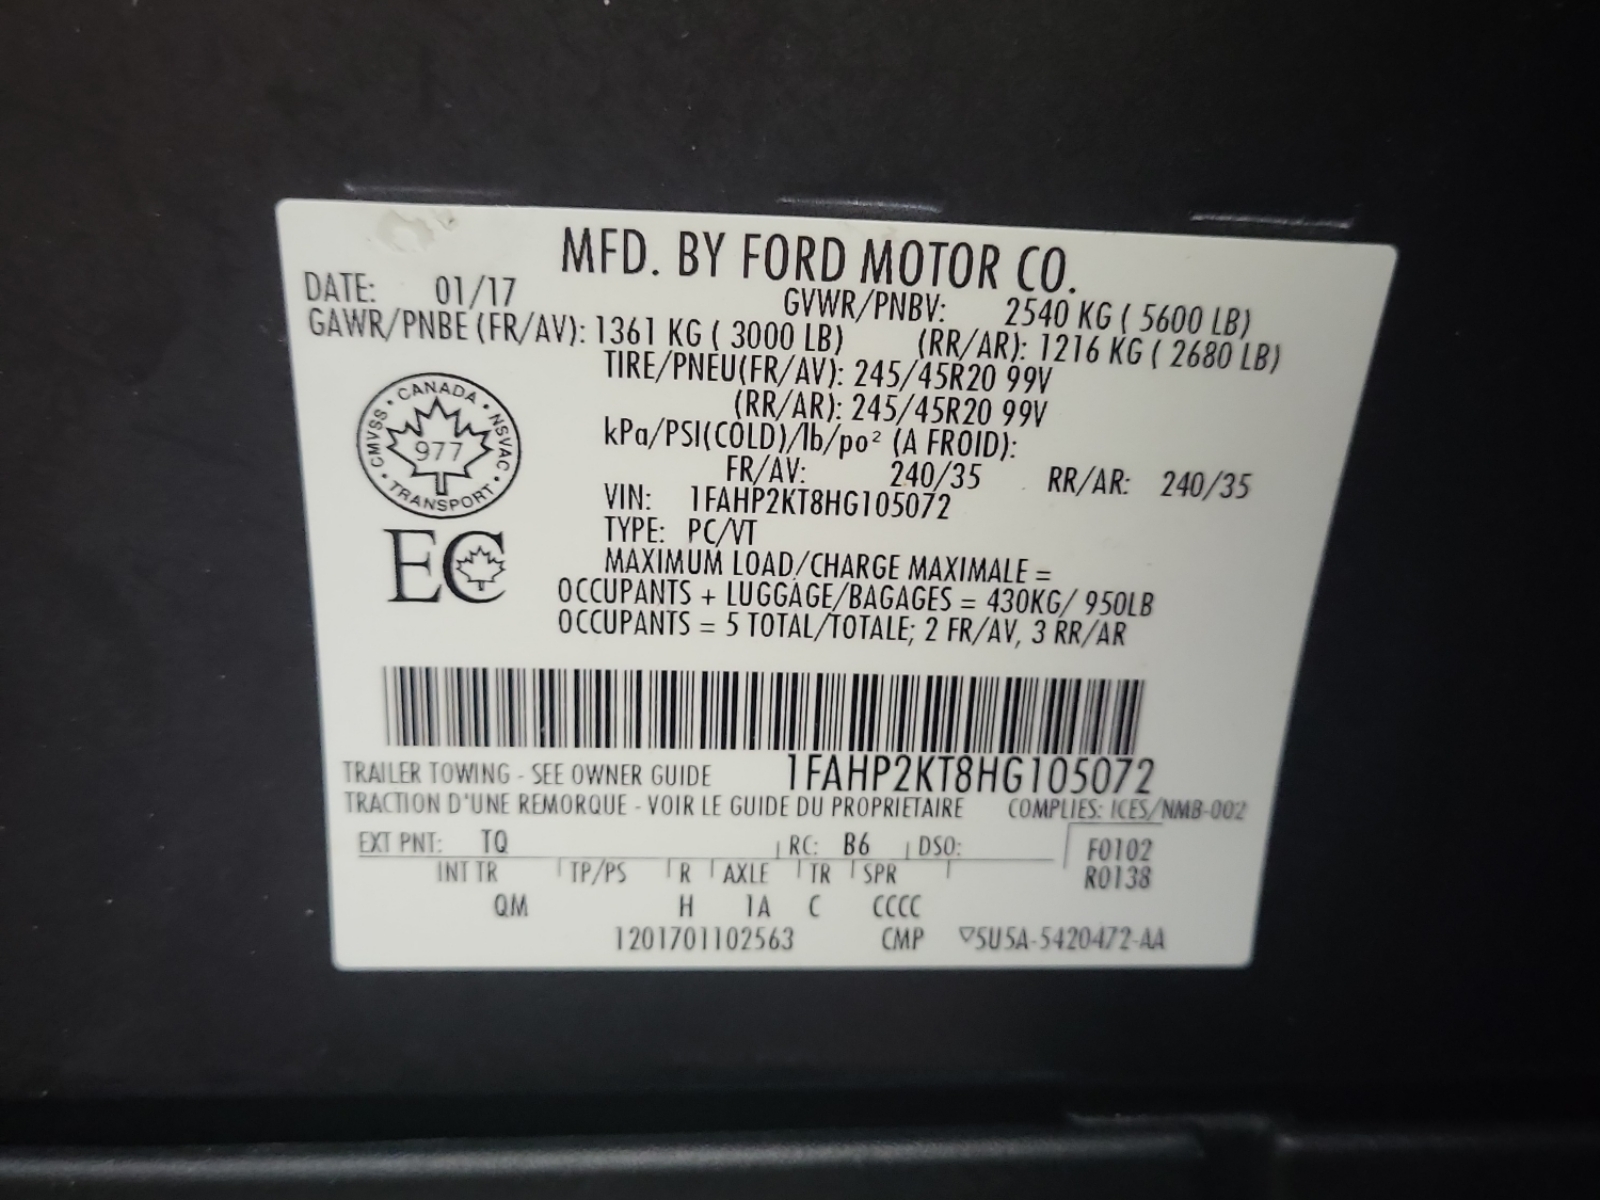 MFD. BY FORD MOTOR CO.
DATE: 01/17 GVWR/PNBV: 2540 KG ( 5600 LB)
GAWR/PNBE (FR/AV): 1361 KG ( 3000 LB) (RR/AR): 1216 KG ( 2680 LB)
TIRE/PNEU(FR/AV): 245/45R20 99V
(RR/AR): 245/45R20 99V
kPa/PSI(COLD)/lb/po² (A FROID):
FR/AV: 240/35 RR/AR: 240/35
VIN: 1FAHP2KT8HG105072
TYPE: PC/VT
MAXIMUM LOAD/CHARGE MAXIMALE =
OCCUPANTS + LUGGAGE/BAGAGES = 430KG/ 950LB
OCCUPANTS = 5 TOTAL/TOTALE; 2 FR/AV, 3 RR/AR
CANADA · NSVAC · TRANSPORT · CMVSS ·
977
EC
1FAHP2KT8HG105072
TRAILER TOWING - SEE OWNER GUIDE
TRACTION D'UNE REMORQUE - VOIR LE GUIDE DU PROPRIETAIRE COMPLIES: ICES/NMB-002
EXT PNT: TQ RC: B6 DSO: F0102
INT TR TP/PS R AXLE TR SPR R0138
QM H 1A C CCCC
1201701102563 CMP ▽5U5A-5420472-AA